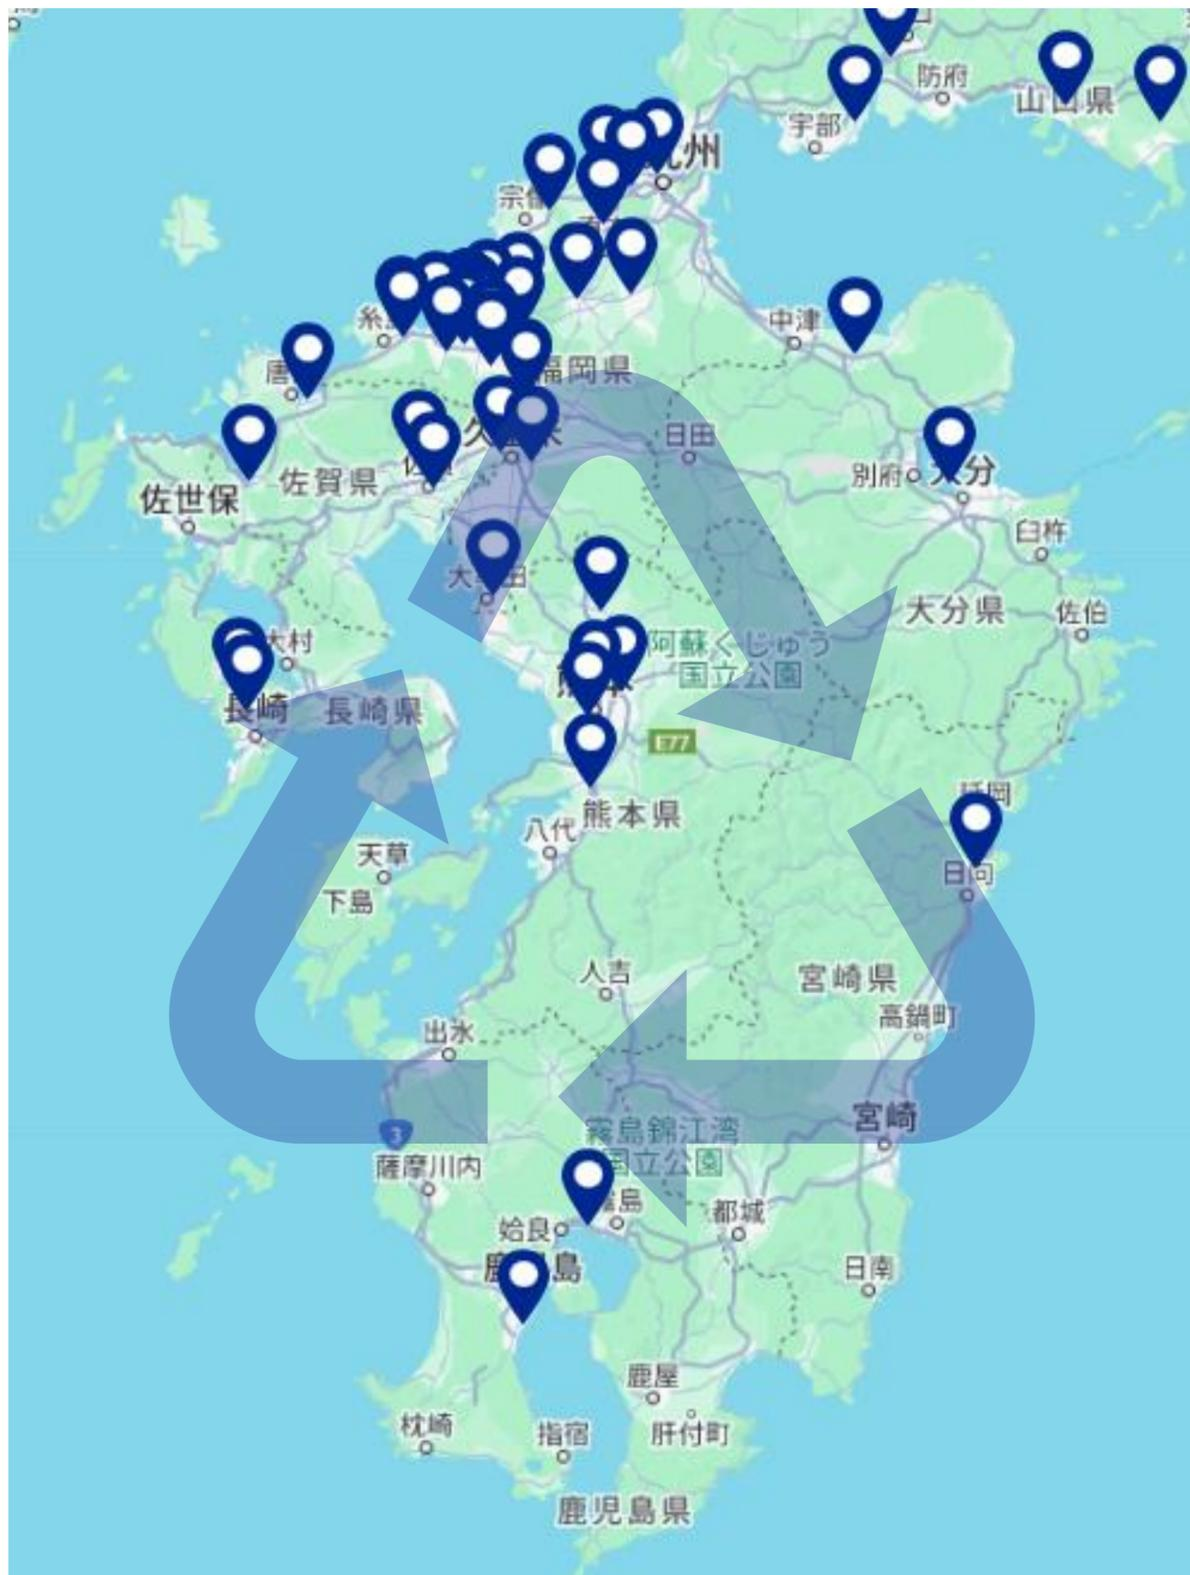 防府
山口県
宇部
九州
宗像
中津
福岡県
日田
佐賀県
佐世保
別府
大分
臼杵
大村
阿蘇くじゅう
国立公園
大分県
佐伯
長崎
長崎県
E77
熊本県
八代
天草
下島
日向
人吉
宮崎県
高鍋町
出水
3
霧島錦江湾
国立公園
宮崎
薩摩川内
霧島
姶良
都城
日南
鹿屋
枕崎
指宿
肝付町
鹿児島県